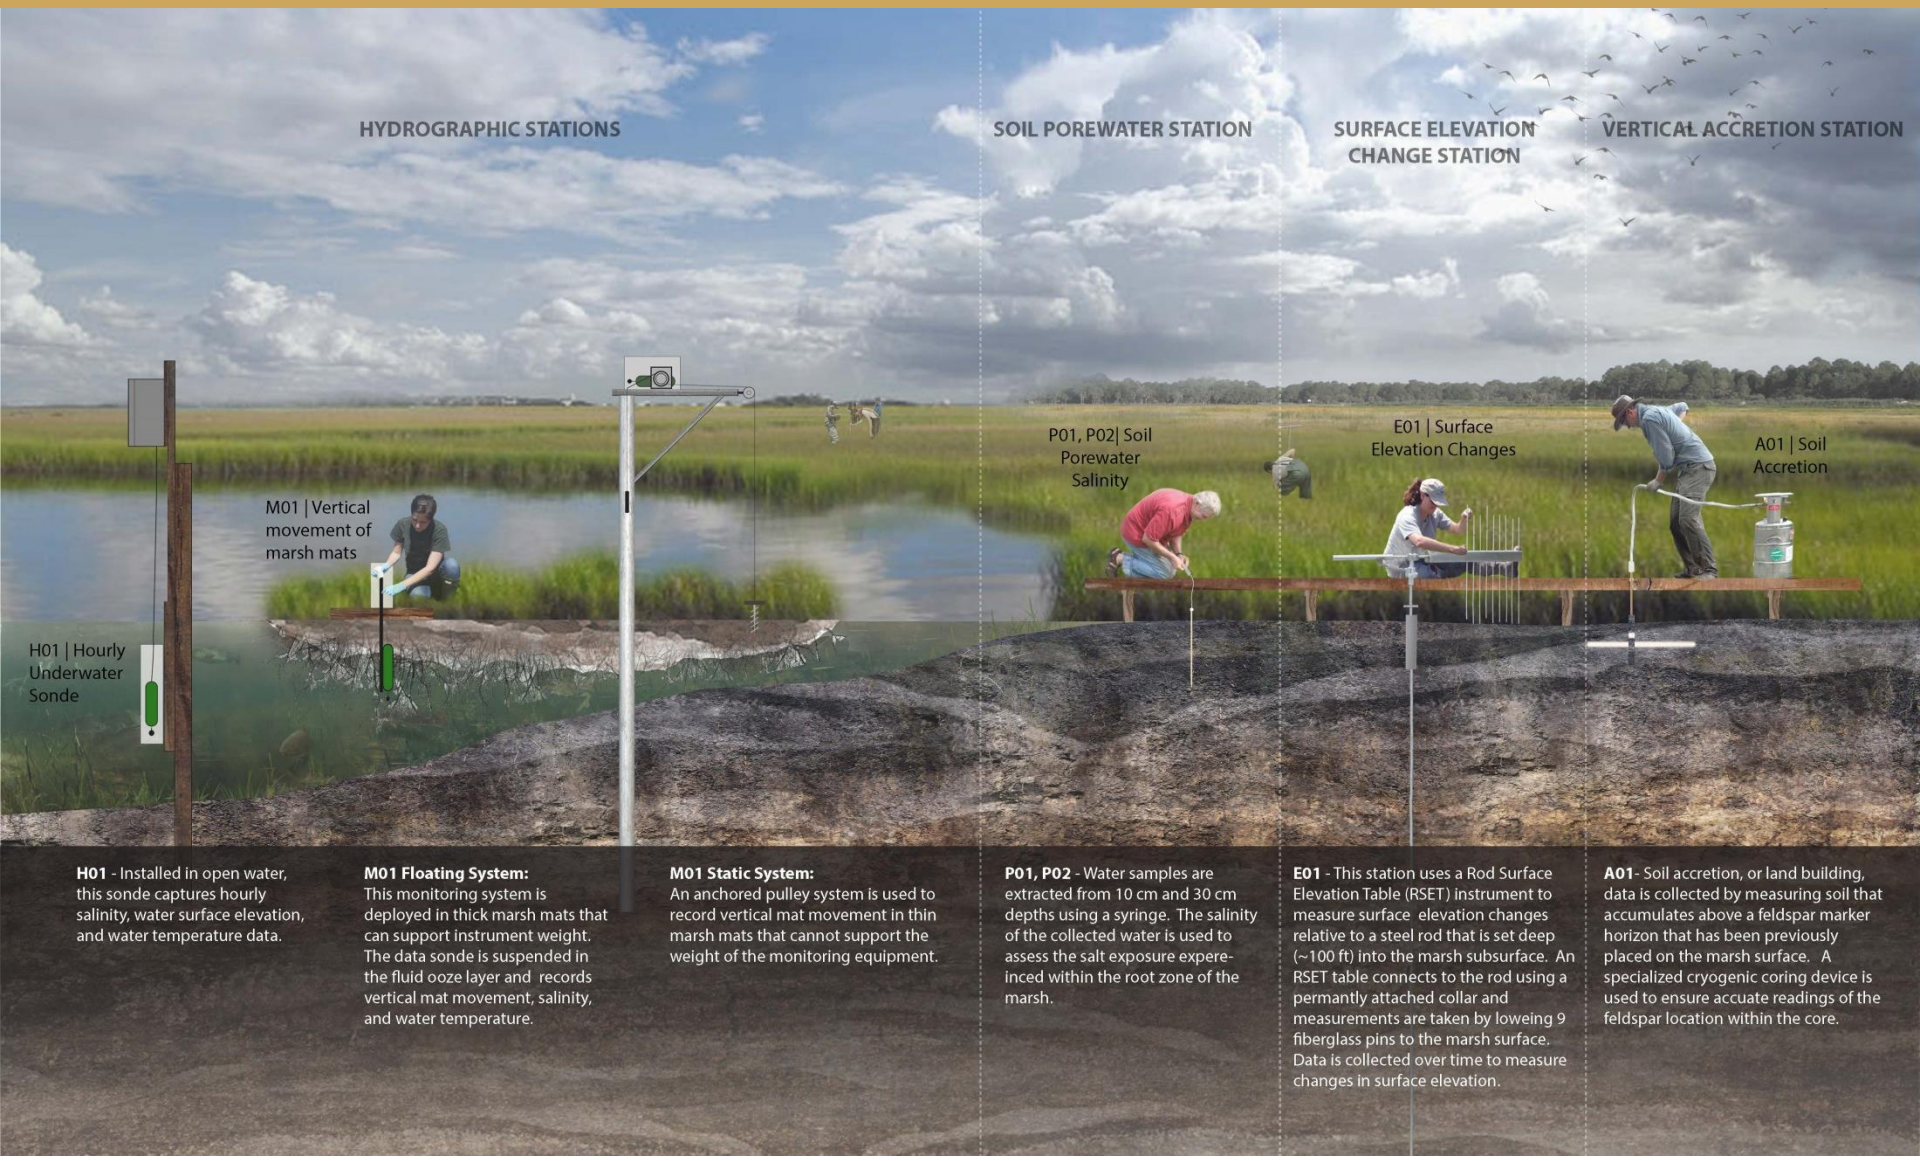 HYDROGRAPHIC STATIONS
SOIL POREWATER STATION
SURFACE ELEVATION
CHANGE STATION
VERTICAL ACCRETION STATION
H01 | Hourly
Underwater
Sonde
M01 | Vertical
movement of
marsh mats
P01, P02| Soil
Porewater
Salinity
E01 | Surface
Elevation Changes
A01 | Soil
Accretion
H01 - Installed in open water,
this sonde captures hourly
salinity, water surface elevation,
and water temperature data.
M01 Floating System:
This monitoring system is
deployed in thick marsh mats that
can support instrument weight.
The data sonde is suspended in
the fluid ooze layer and  records
vertical mat movement, salinity,
and water temperature.
M01 Static System:
An anchored pulley system is used to
record vertical mat movement in thin
marsh mats that cannot support the
weight of the monitoring equipment.
P01, P02 - Water samples are
extracted from 10 cm and 30 cm
depths using a syringe.  The salinity
of the collected water is used to
assess the salt exposure expere-
inced within the root zone of the
marsh.
E01 - This station uses a Rod Surface
Elevation Table (RSET) instrument to
measure surface  elevation changes
relative to a steel rod that is set deep
(~100 ft) into the marsh subsurface.  An
RSET table connects to the rod using a
permantly attached collar and
measurements are taken by loweing 9
fiberglass pins to the marsh surface.
Data is collected over time to measure
changes in surface elevation.
A01- Soil accretion, or land building,
data is collected by measuring soil that
accumulates above a feldspar marker
horizon that has been previously
placed on the marsh surface.   A
specialized cryogenic coring device is
used to ensure accuate readings of the
feldspar location within the core.